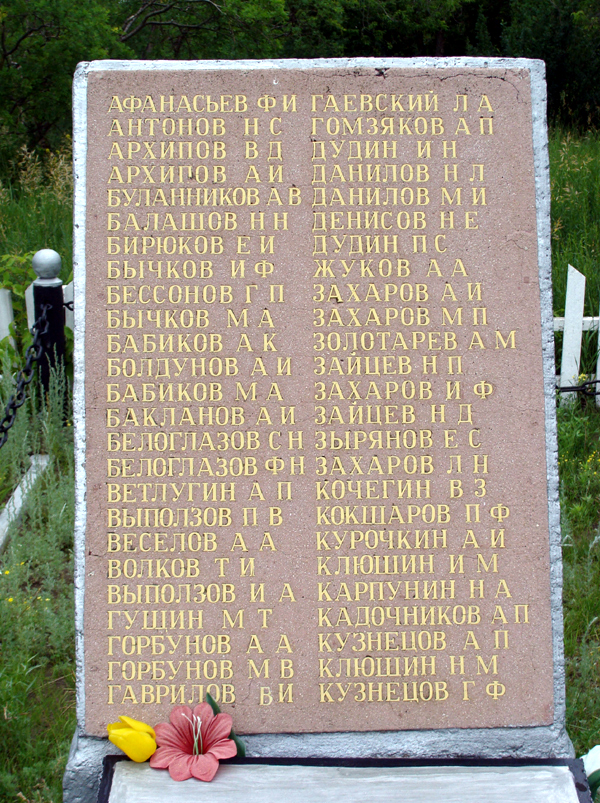 АФАНАСЬЕВ Ф И
АНТОНОВ Н С
АРХИПОВ В Д
АРХИПОВ А И
БУЛАННИКОВ А В
БАЛАШОВ Н Н
БИРЮКОВ Е И
БЫЧКОВ И Ф
БЕССОНОВ Г П
БЫЧКОВ М А
БАБИКОВ А К
БОЛДУНОВ А И
БАБИКОВ М А
БАКЛАНОВ А И
БЕЛОГЛАЗОВ С Н
БЕЛОГЛАЗОВ Ф Н
ВЕТЛУГИН А П
ВЫПОЛЗОВ П В
ВЕСЕЛОВ А А
ВОЛКОВ Т И
ВЫПОЛЗОВ И А
ГУЩИН М Т
ГОРБУНОВ А А
ГОРБУНОВ М В
ГАВРИЛОВ В И
ГАЕВСКИЙ Л А
ГОМЗЯКОВ А П
ДУДИН И Н
ДАНИЛОВ Н Л
ДАНИЛОВ М И
ДЕНИСОВ Н Е
ДУДИН П С
ЖУКОВ А А
ЗАХАРОВ А И
ЗАХАРОВ М П
ЗОЛОТАРЕВ А М
ЗАЙЦЕВ Н П
ЗАХАРОВ И Ф
ЗАЙЦЕВ Н Д
ЗЫРЯНОВ Е С
ЗАХАРОВ Л Н
КОЧЕГИН В З
КОКШАРОВ П Ф
КУРОЧКИН А И
КЛЮШИН И М
КАРПУНИН Н А
КАДОЧНИКОВ А П
КУЗНЕЦОВ А П
КЛЮШИН Н М
КУЗНЕЦОВ Г Ф